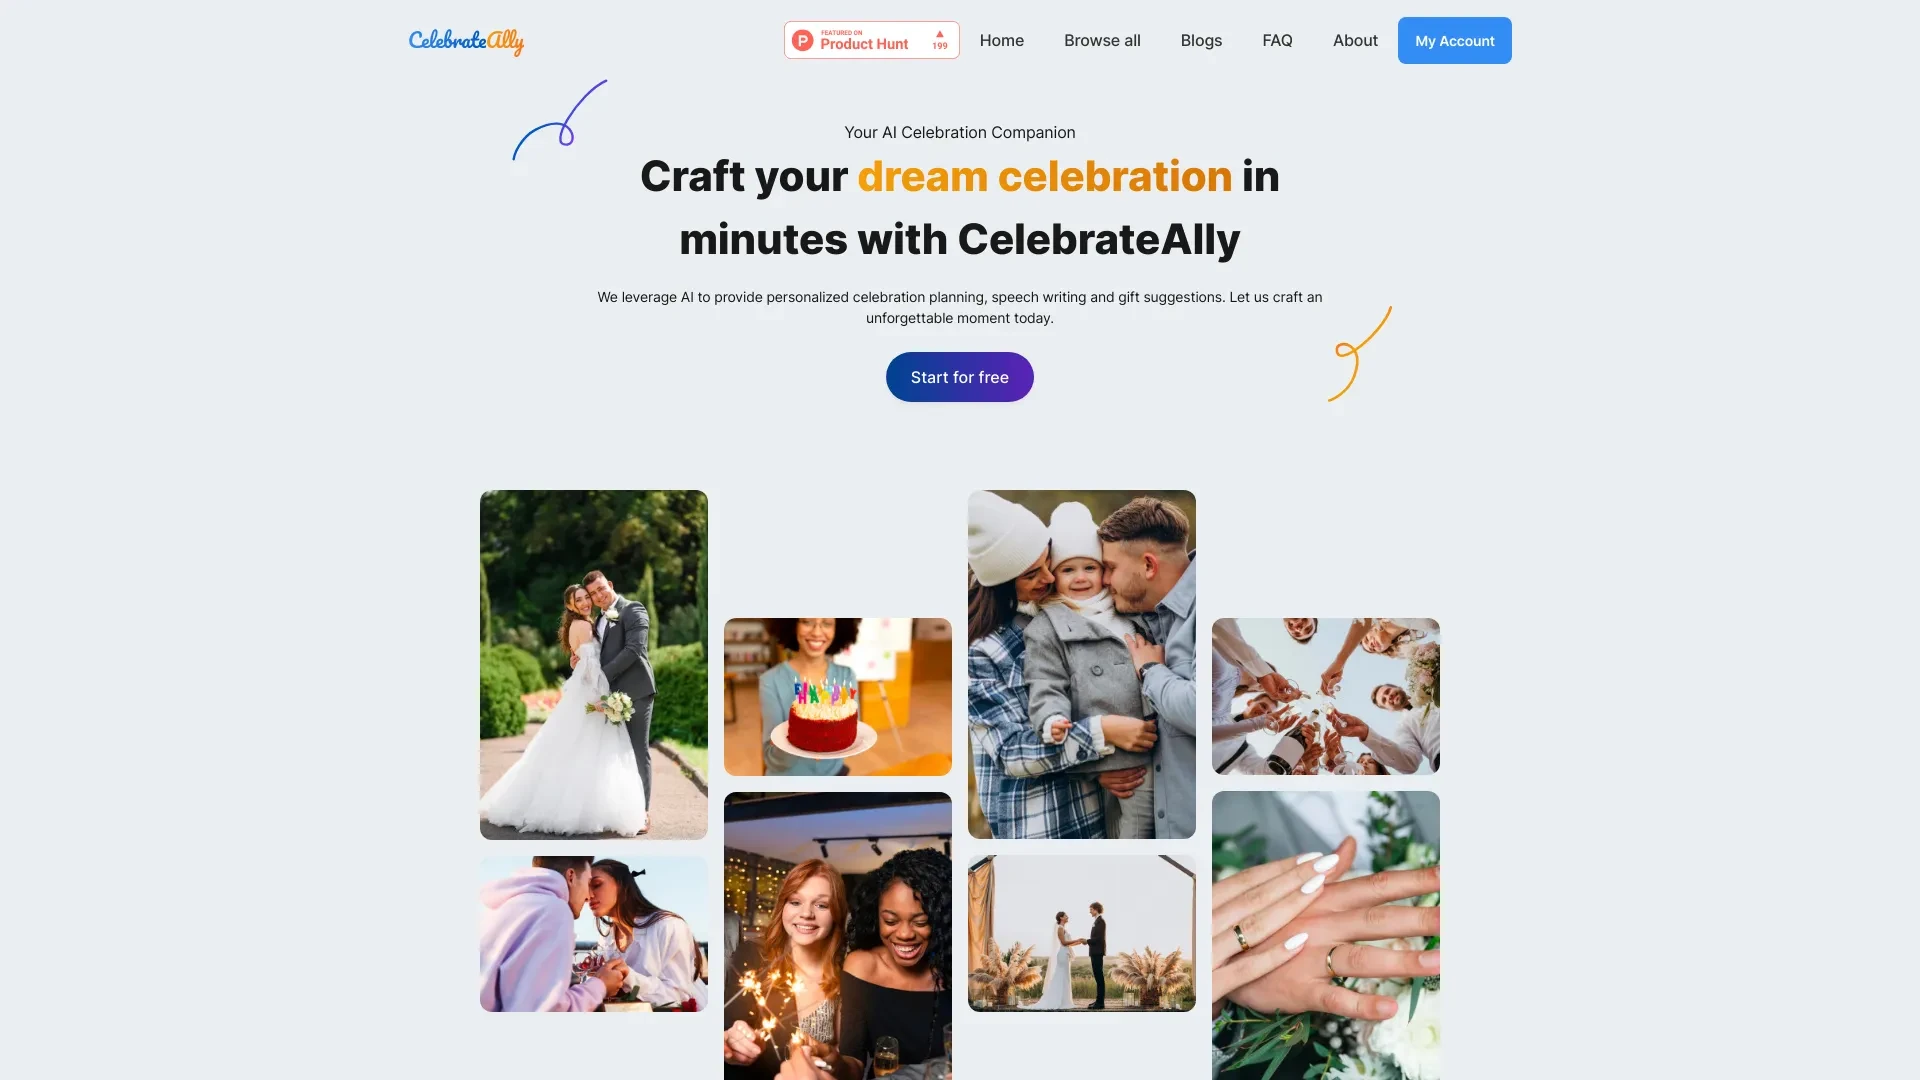 CelebrateAlly
FEATURED ON
Product Hunt
199
Home
Browse all
Blogs
FAQ
About
My Account
Your AI Celebration Companion
Craft your dream celebration in
minutes with CelebrateAlly
We leverage AI to provide personalized celebration planning, speech writing and gift suggestions. Let us craft an
unforgettable moment today.
Start for free